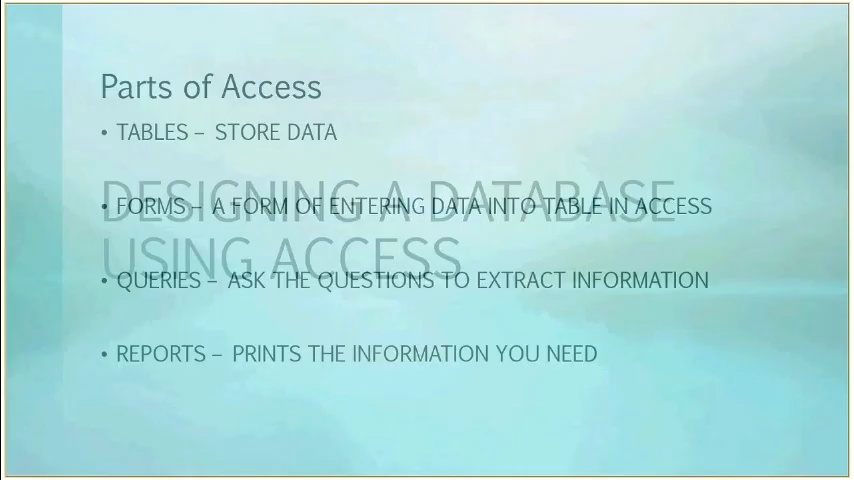 Parts of Access
• TABLES – STORE DATA
DESIGNING A DATABASE
• FORMS – A FORM OF ENTERING DATA INTO TABLE IN ACCESS
USING ACCESS
• QUERIES – ASK THE QUESTIONS TO EXTRACT INFORMATION
• REPORTS – PRINTS THE INFORMATION YOU NEED